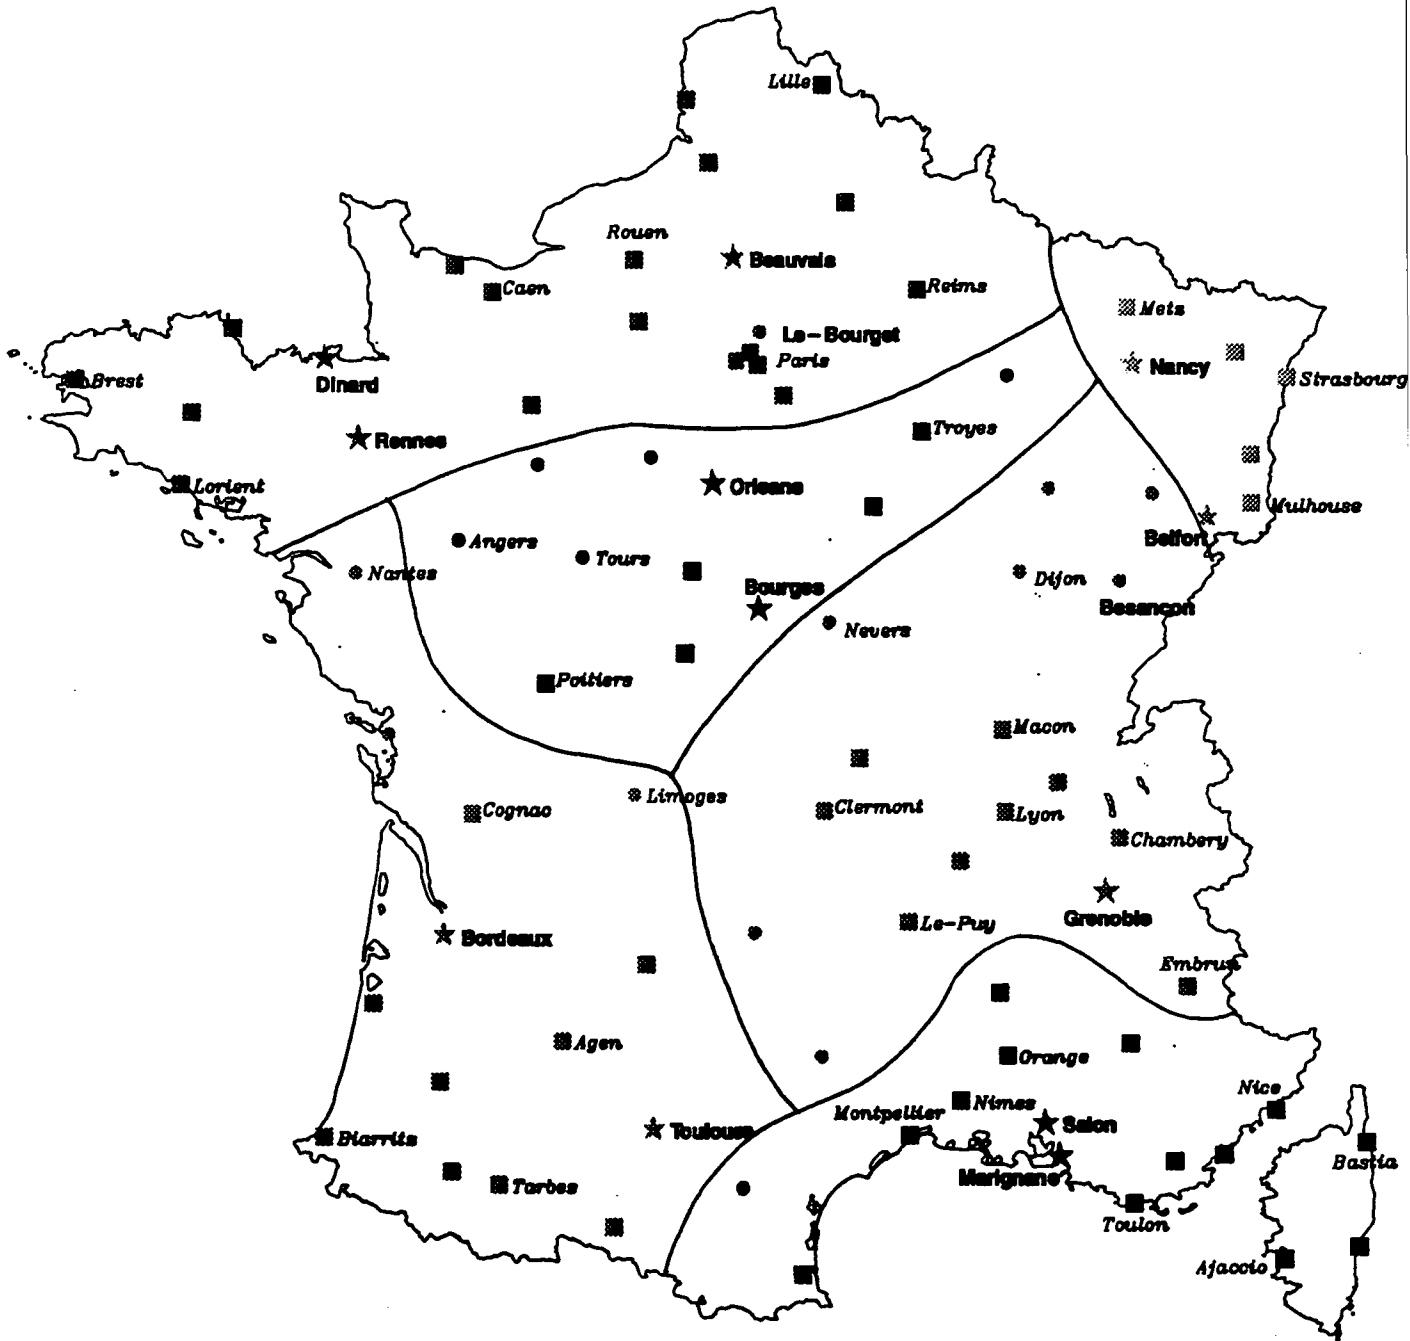 Lille
Rouen
Beauvais
Caen
Reims
Metz
Le-Bourget
Paris
Nancy
Strasbourg
Brest
Dinard
Troyes
Rennes
Lorient
Orleans
Mulhouse
Belfort
Angers
Tours
Nantes
Dijon
Bourges
Besançon
Nevers
Poitiers
Macon
Limoges
Cognac
Clermont
Lyon
Chambery
Grenoble
Le-Puy
Bordeaux
Embrun
Agen
Orange
Nice
Nimes
Montpellier
Salon
Biarritz
Toulouse
Bastia
Marignane
Tarbes
Toulon
Ajaccio